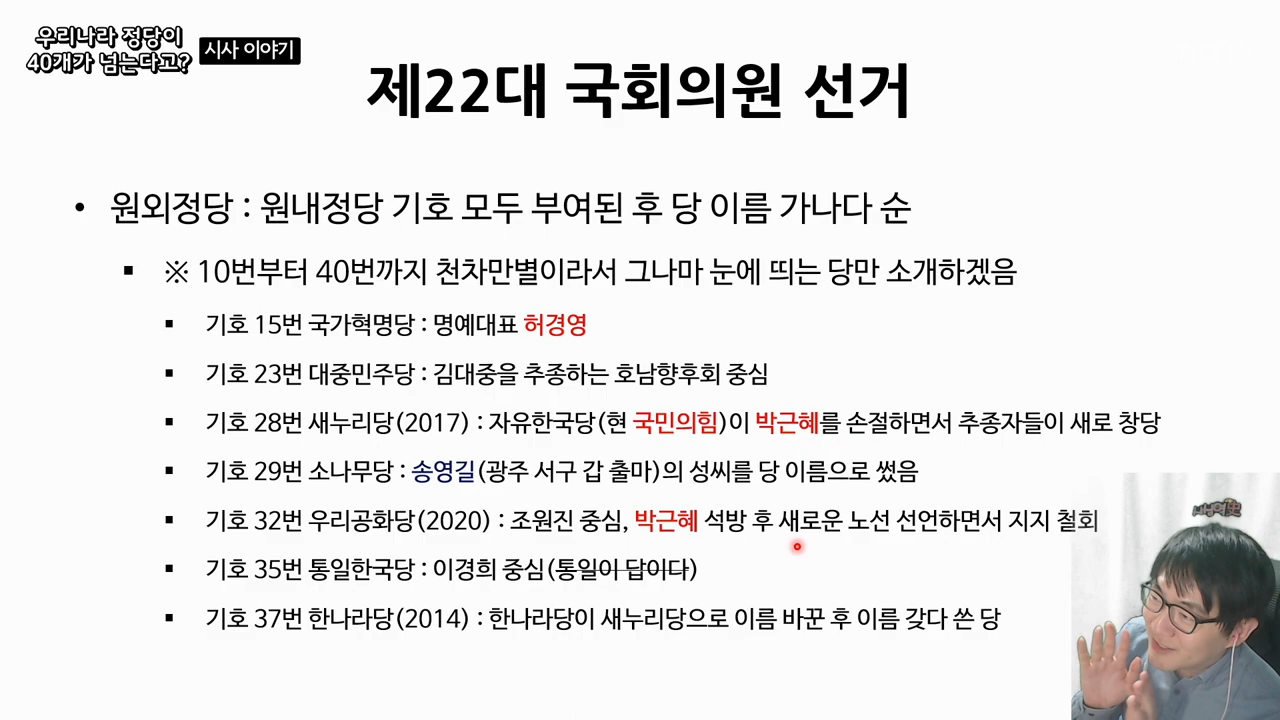 우리나라 정당이
40개가 넘는다고?
시사 이야기
제22대 국회의원 선거
• 원외정당 : 원내정당 기호 모두 부여된 후 당 이름 가나다 순
▪ ※ 10번부터 40번까지 천차만별이라서 그나마 눈에 띄는 당만 소개하겠음
▪ 기호 15번 국가혁명당 : 명예대표 허경영
▪ 기호 23번 대중민주당 : 김대중을 추종하는 호남향후회 중심
▪ 기호 28번 새누리당(2017) : 자유한국당(현 국민의힘)이 박근혜를 손절하면서 추종자들이 새로 창당
▪ 기호 29번 소나무당 : 송영길(광주 서구 갑 출마)의 성씨를 당 이름으로 썼음
▪ 기호 32번 우리공화당(2020) : 조원진 중심, 박근혜 석방 후 새로운 노선 선언하면서 지지 철회
▪ 기호 35번 통일한국당 : 이경희 중심(통일이 답이다)
▪ 기호 37번 한나라당(2014) : 한나라당이 새누리당으로 이름 바꾼 후 이름 갖다 쓴 당